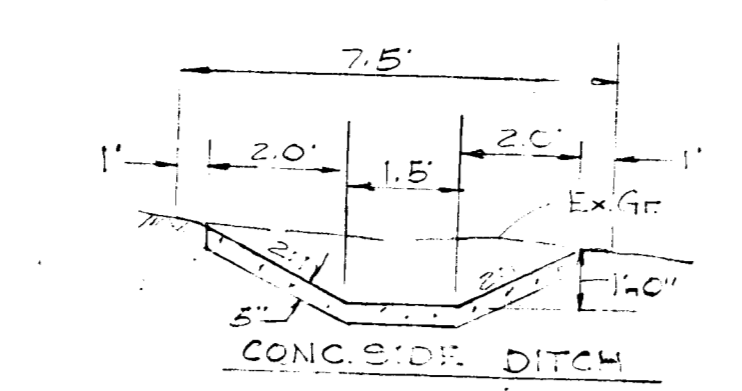 7.5'
1' 2.0' 1.5' 2.0' 1'
Ex.Gr.
2:1 2:1 1'-0"
5"
CONC. SIDE DITCH